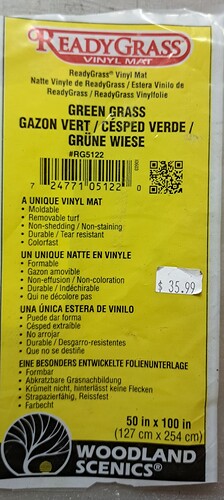 READYGRASS®
VINYL MAT
ReadyGrass® Vinyl Mat
Natte Vinyle de ReadyGrass / Estera Vinilo de
ReadyGrass / ReadyGrass Vinylfolie
GREEN GRASS
GAZON VERT / CÉSPED VERDE /
GRÜNE WIESE
#RG5122
7 24771 05122 0
A UNIQUE VINYL MAT
• Moldable
• Removable turf
• Non-shedding / Non-staining
• Durable / Tear resistant
• Colorfast
UN UNIQUE NATTE EN VINYLE
• Formable
• Gazon amovible
• Non-effusion / Non-coloration
• Durable / Indéchirable
• Qui ne décolore pas
$ 35.99
UNA ÚNICA ESTERA DE VINILO
• Puede dar forma
• Césped extraíble
• No arrojar
• Durable / Desgarro-resistentes
• Que no se destiñe
EINE BESONDERS ENTWICKELTE FOLIENUNTERLAGE
• Formbar
• Abkratzbare Grasnachbildung
• Krümelt nicht, hinterlässt keine Flecken
• Strapazierfähig, Reissfest
• Farbecht
50 in x 100 in
(127 cm x 254 cm)
WOODLAND
SCENICS®